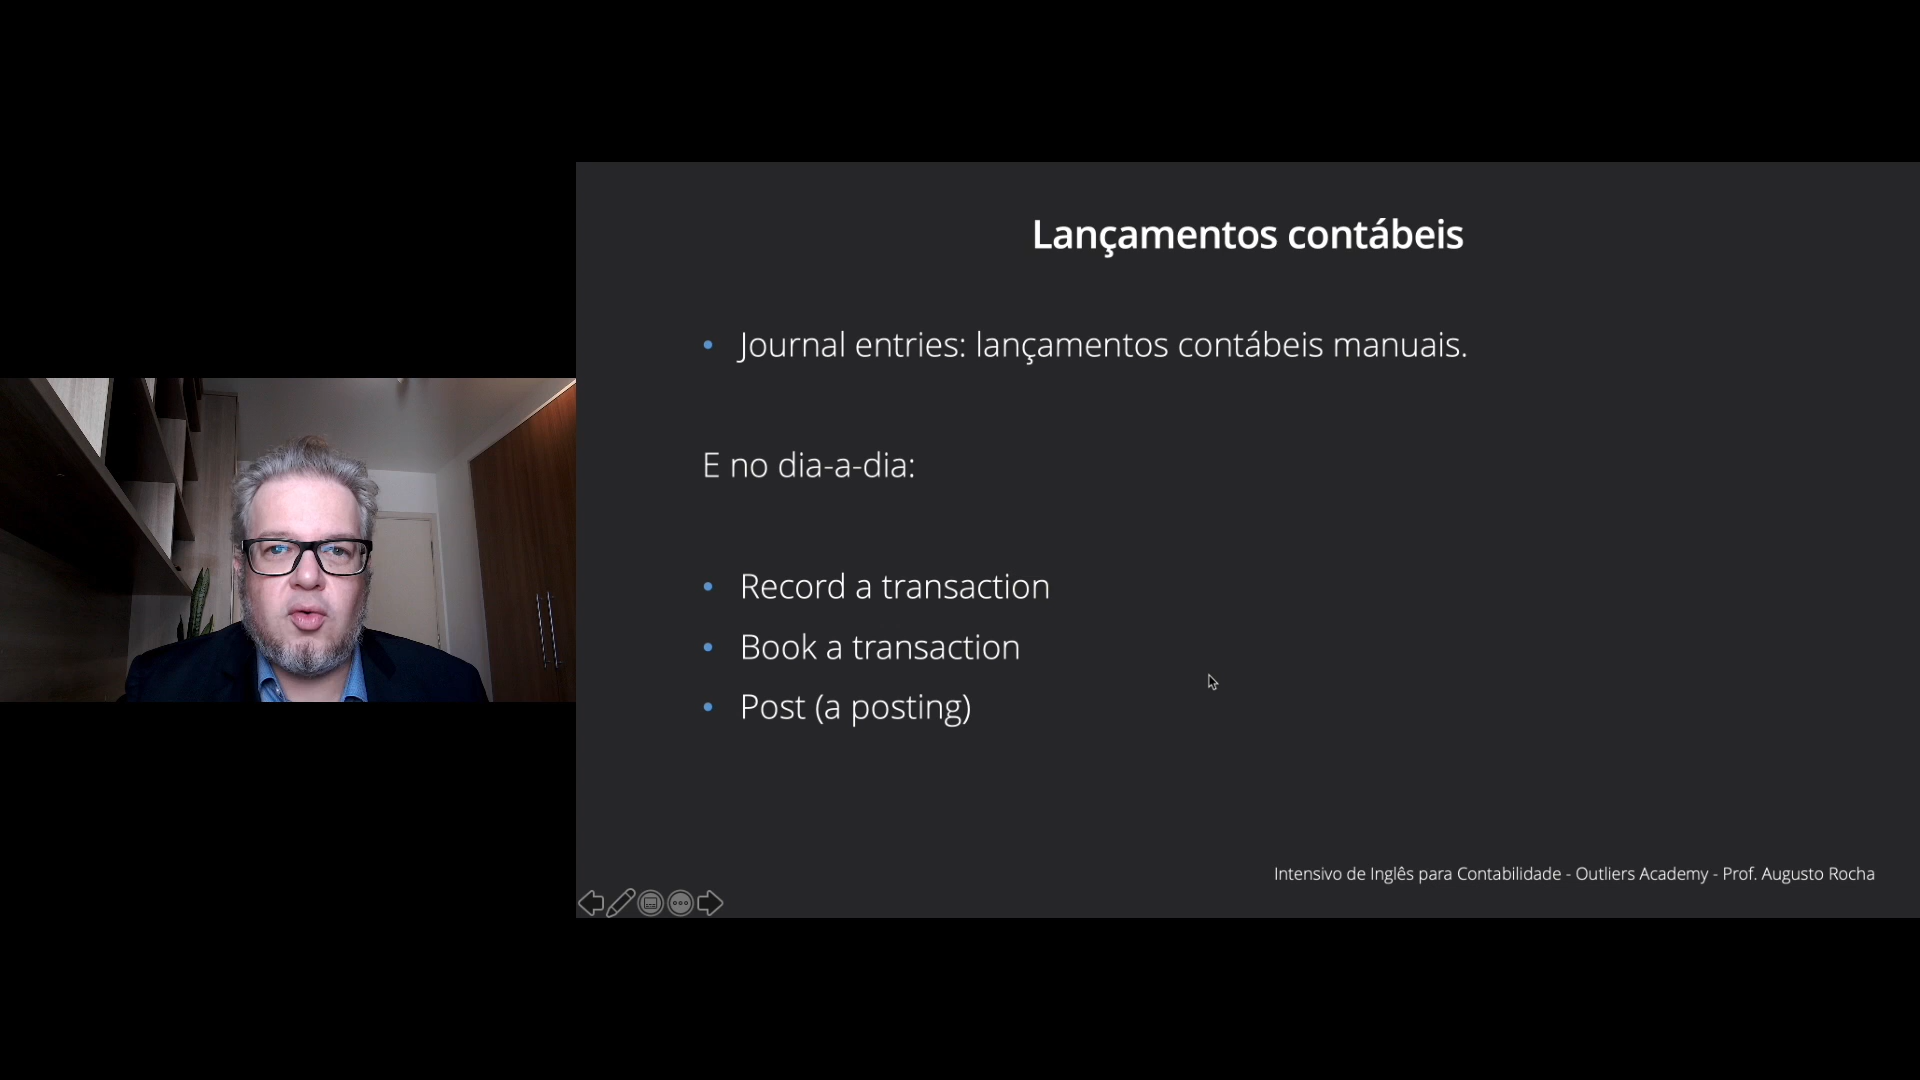 Lançamentos contábeis
• Journal entries: lançamentos contábeis manuais.
E no dia-a-dia:
• Record a transaction
• Book a transaction
• Post (a posting)
Intensivo de Inglês para Contabilidade - Outliers Academy - Prof. Augusto Rocha